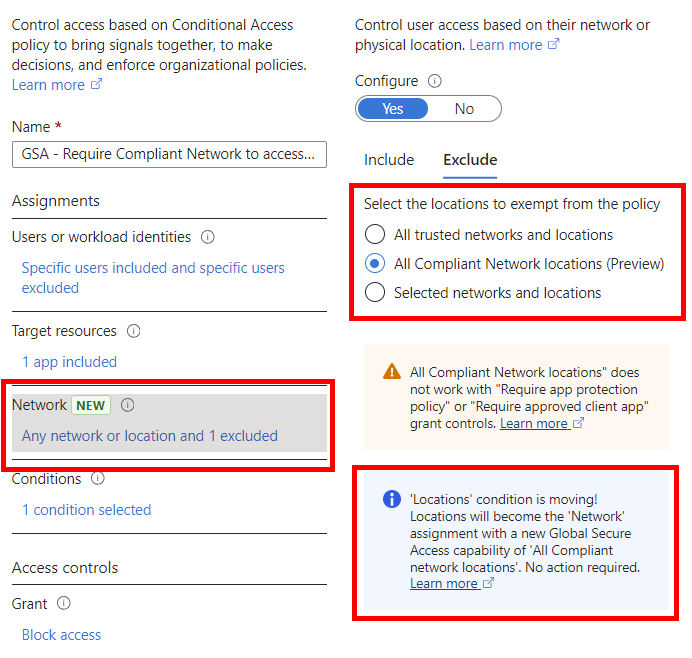 Control access based on Conditional Access
policy to bring signals together, to make
decisions, and enforce organizational policies.
Learn more
Name *
GSA - Require Compliant Network to access...
Assignments
Users or workload identities
Specific users included and specific users
excluded
Target resources
1 app included
Network NEW
Any network or location and 1 excluded
Conditions
1 condition selected
Access controls
Grant
Block access
Control user access based on their network or
physical location. Learn more
Configure
Yes No
Include Exclude
Select the locations to exempt from the policy
All trusted networks and locations
All Compliant Network locations (Preview)
Selected networks and locations
All Compliant Network locations" does
not work with "Require app protection
policy" or "Require approved client app"
grant controls. Learn more
'Locations' condition is moving!
Locations will become the 'Network'
assignment with a new Global Secure
Access capability of 'All Compliant
network locations'. No action required.
Learn more